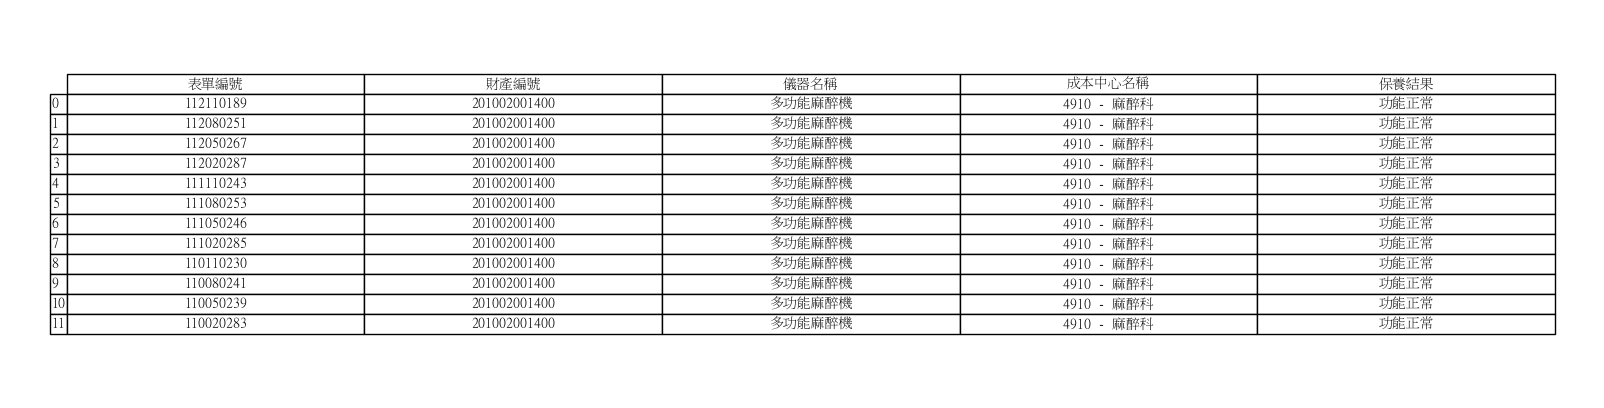 表單編號 財產編號 儀器名稱 成本中心名稱 保養結果
0 112110189 201002001400 多功能麻醉機 4910 - 麻醉科 功能正常
1 112080251 201002001400 多功能麻醉機 4910 - 麻醉科 功能正常
2 112050267 201002001400 多功能麻醉機 4910 - 麻醉科 功能正常
3 112020287 201002001400 多功能麻醉機 4910 - 麻醉科 功能正常
4 111110243 201002001400 多功能麻醉機 4910 - 麻醉科 功能正常
5 111080253 201002001400 多功能麻醉機 4910 - 麻醉科 功能正常
6 111050246 201002001400 多功能麻醉機 4910 - 麻醉科 功能正常
7 111020285 201002001400 多功能麻醉機 4910 - 麻醉科 功能正常
8 110110230 201002001400 多功能麻醉機 4910 - 麻醉科 功能正常
9 110080241 201002001400 多功能麻醉機 4910 - 麻醉科 功能正常
10 110050239 201002001400 多功能麻醉機 4910 - 麻醉科 功能正常
11 110020283 201002001400 多功能麻醉機 4910 - 麻醉科 功能正常